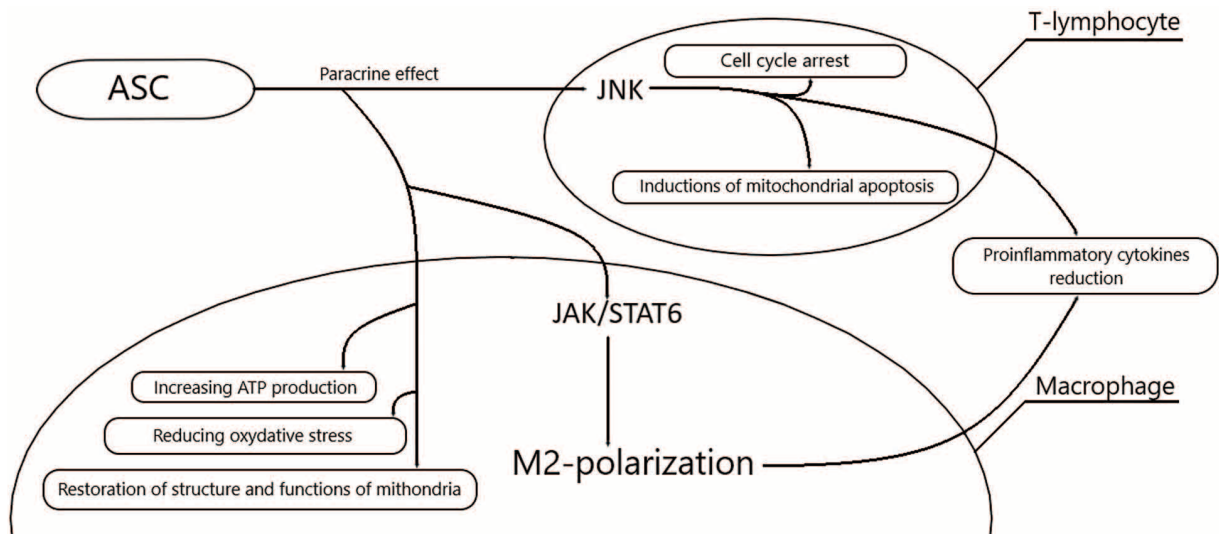 T-lymphocyte
Cell cycle arrest
Paracrine effect
ASC
JNK
Inductions of mitochondrial apoptosis
Proinflammatory cytokines
reduction
JAK/STAT6
Increasing ATP production
Macrophage
Reducing oxydative stress
M2-polarization
Restoration of structure and functions of mithondria